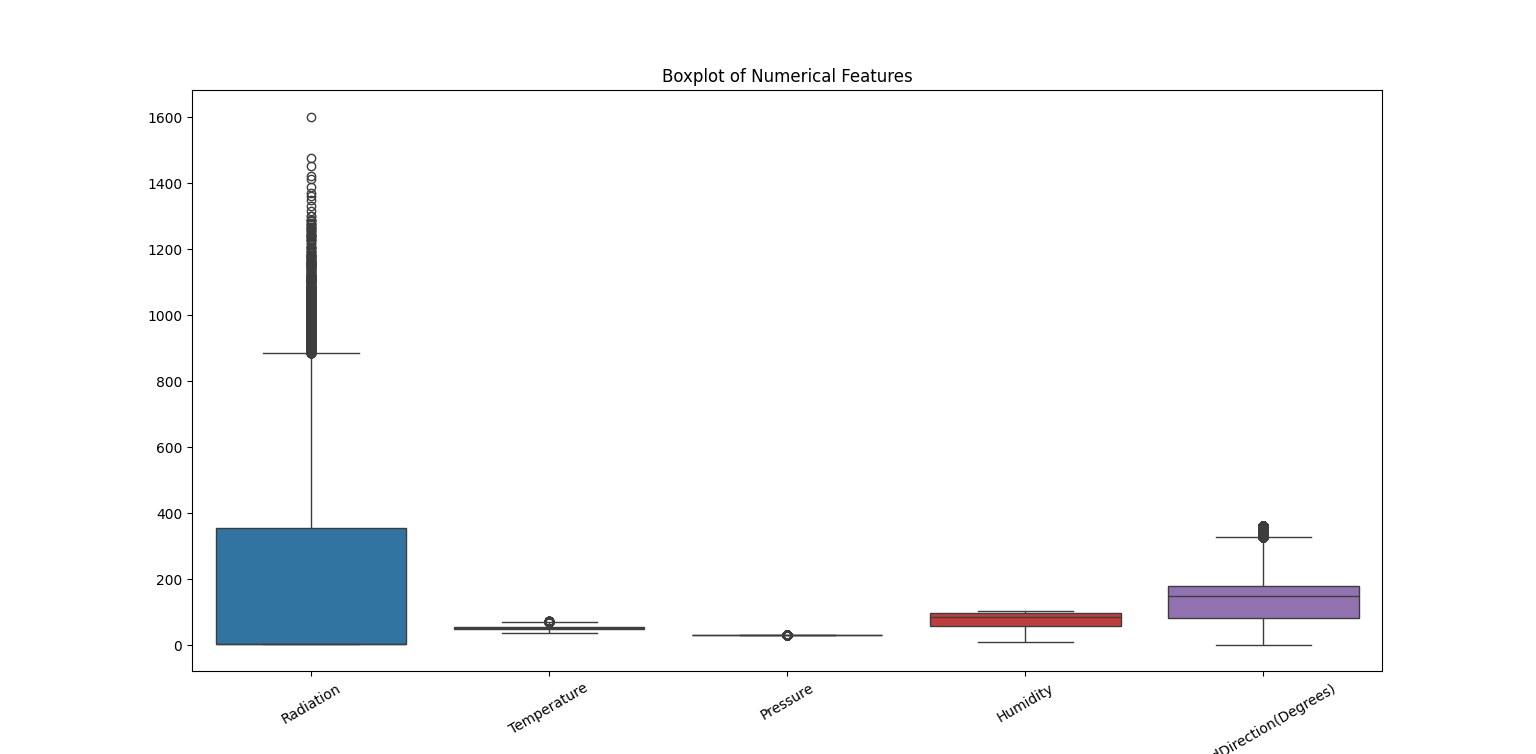 Boxplot of Numerical Features
1600
1400
1200
1000
800
600
400
200
0
Radiation
Temperature
Pressure
Humidity
dDirection(Degrees)